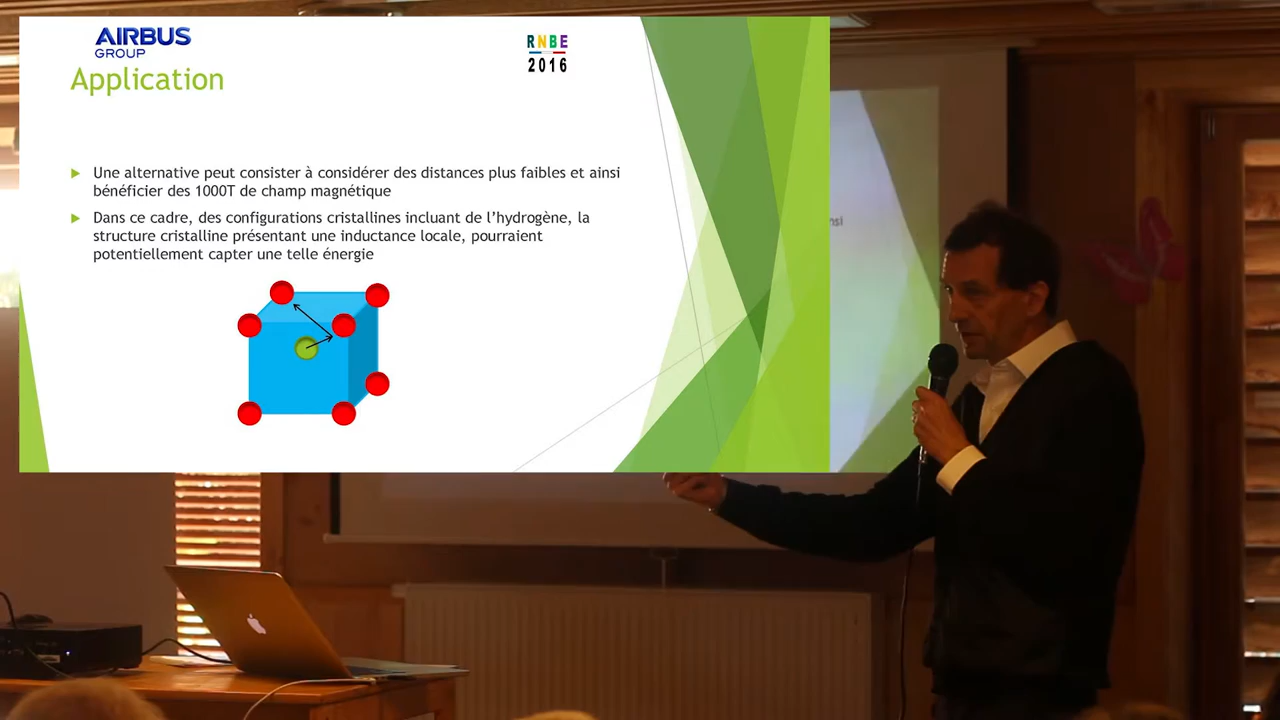 AIRBUS
GROUP
RNBE
2016
Application
Une alternative peut consister à considérer des distances plus faibles et ainsi
bénéficier des 1000T de champ magnétique
Dans ce cadre, des configurations cristallines incluant de l'hydrogène, la
structure cristalline présentant une inductance locale, pourraient
potentiellement capter une telle énergie
nsi